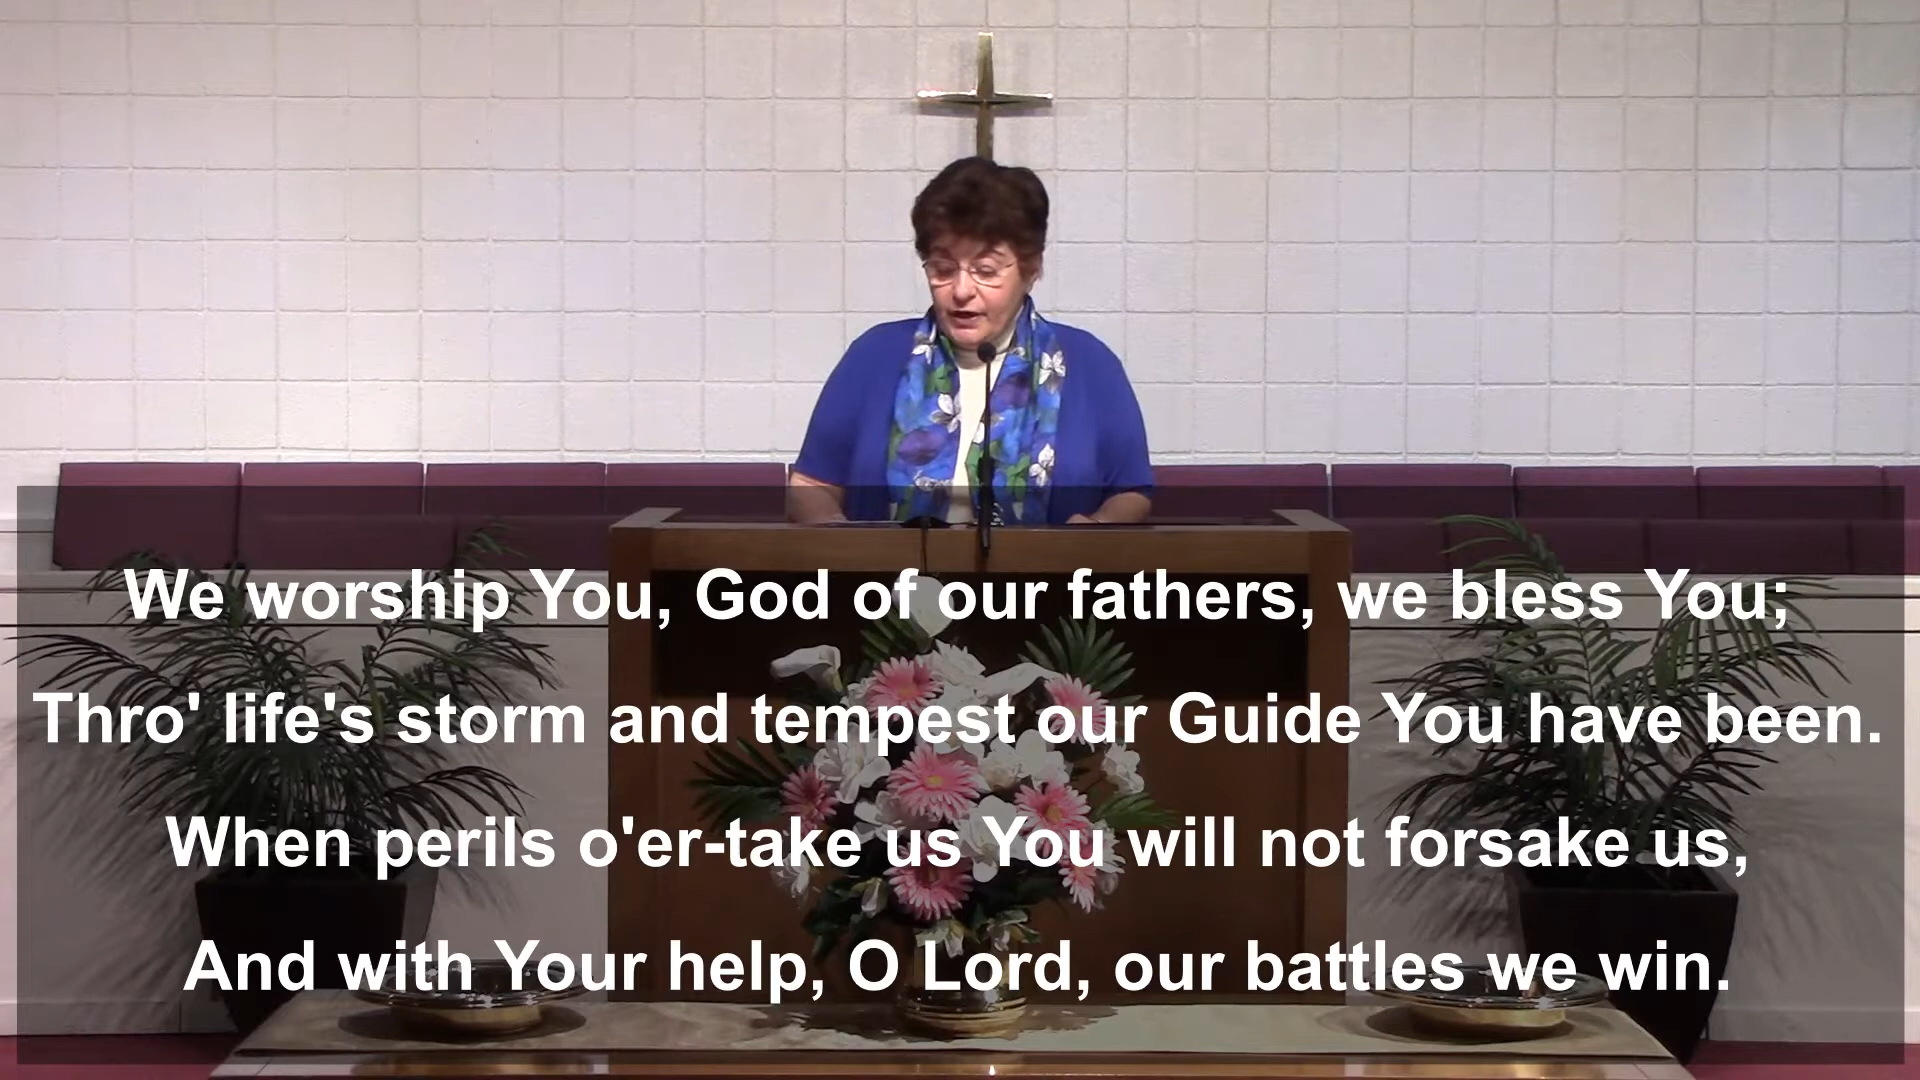 We worship You, God of our fathers, we bless You;
Thro' life's storm and tempest our Guide You have been.
When perils o'er-take us You will not forsake us,
And with Your help, O Lord, our battles we win.